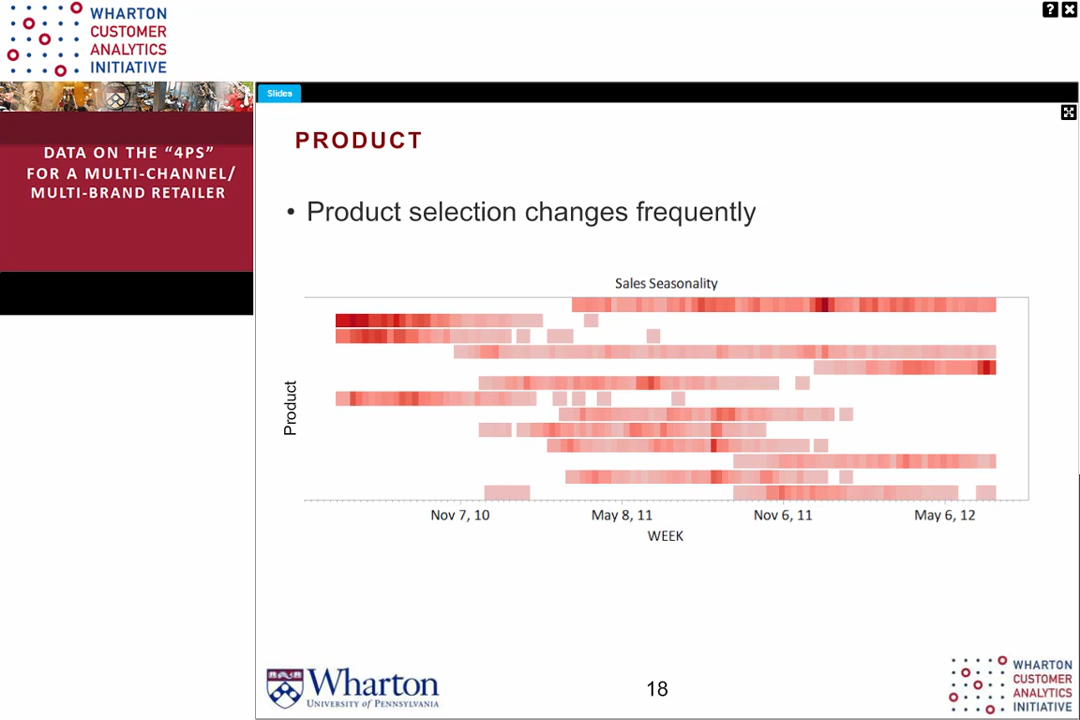 WHARTON
CUSTOMER
ANALYTICS
INITIATIVE
? X
Slides
DATA ON THE “4PS”
FOR A MULTI-CHANNEL/
MULTI-BRAND RETAILER
PRODUCT
• Product selection changes frequently
Sales Seasonality
Product
Nov 7, 10 May 8, 11 Nov 6, 11 May 6, 12
WEEK
Wharton
UNIVERSITY of PENNSYLVANIA
18
WHARTON
CUSTOMER
ANALYTICS
INITIATIVE